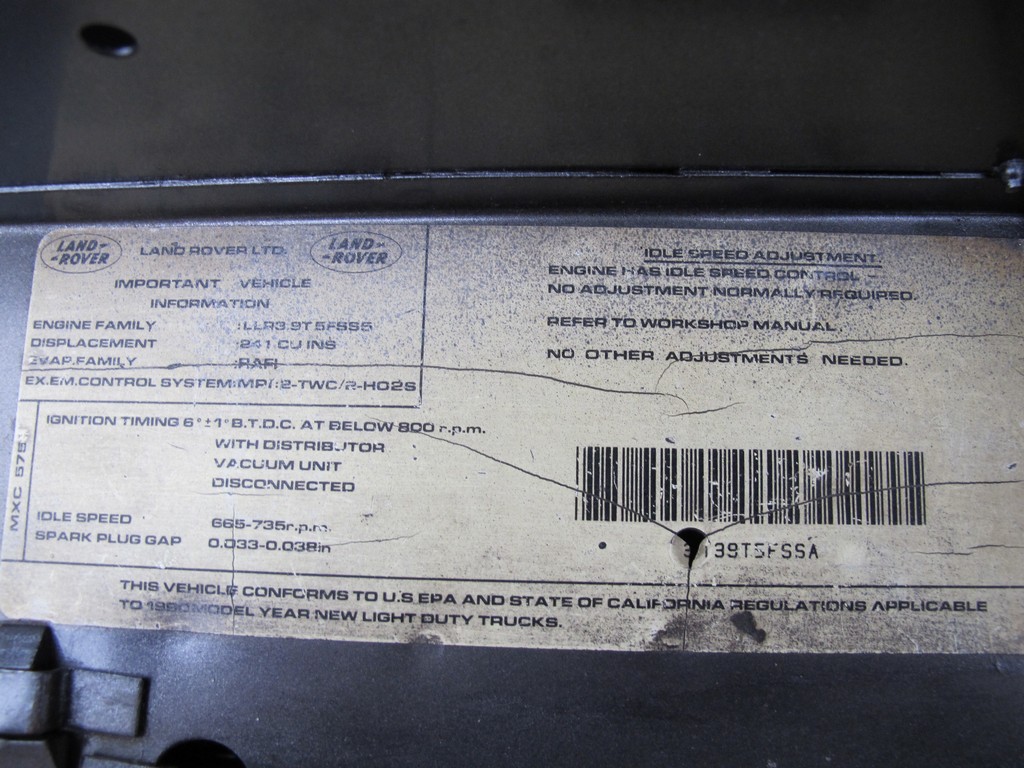 LAND ROVER
LAND ROVER LTD.
LAND ROVER
IMPORTANT VEHICLE
INFORMATION
ENGINE FAMILY :LLR3.9T5FSS5
DISPLACEMENT :241 CU INS
EVAP.FAMILY
EX.EM.CONTROL SYSTEM:MPI:2-TWC/2-HO2S
IDLE SPEED ADJUSTMENT.
ENGINE HAS IDLE SPEED CONTROL
NO ADJUSTMENT NORMALLY REQUIRED.
REFER TO WORKSHOP MANUAL.
NO OTHER ADJUSTMENTS NEEDED.
MXC
IGNITION TIMING 6°±1°B.T.D.C. AT BELOW 800 r.p.m.
WITH DISTRIBUTOR
VACUUM UNIT
DISCONNECTED
IDLE SPEED 665-735r.p.m.
SPARK PLUG GAP 0.033-0.038in
THIS VEHICLE CONFORMS TO U.S EPA AND STATE OF CALIFORNIA REGULATIONS APPLICABLE
TO 1990 MODEL YEAR NEW LIGHT DUTY TRUCKS.